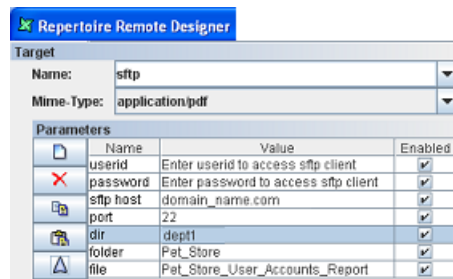 Repertoire Remote Designer
Target
Name: sftp
Mime-Type: application/pdf
Parameters
Name Value Enabled
userid Enter userid to access sftp client
password Enter password to access sftp client
sftp host domain_name.com
port 22
dir dept1
folder Pet_Store
file Pet_Store_User_Accounts_Report